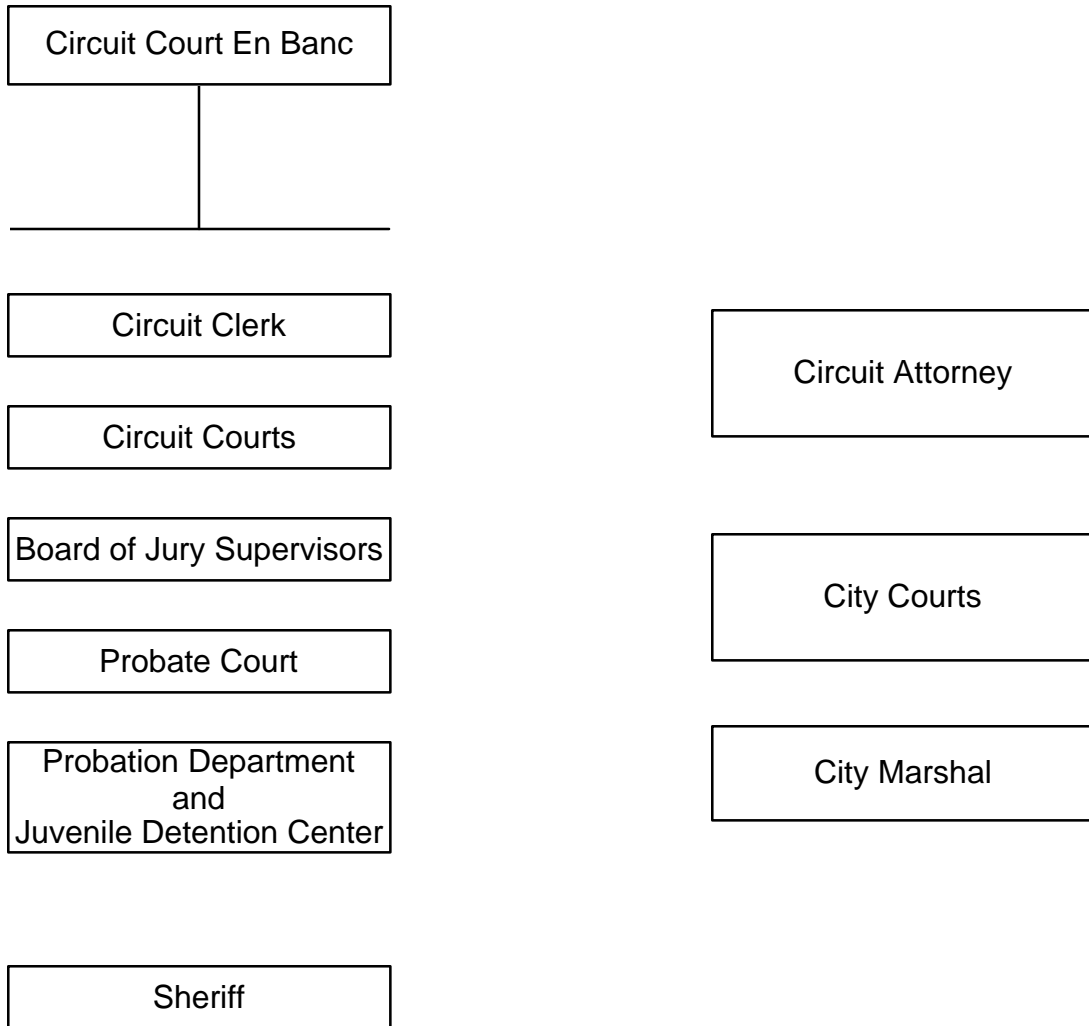 Circuit Court En Banc
Circuit Clerk
Circuit Courts
Board of Jury Supervisors
Probate Court
Probation Department
and
Juvenile Detention Center
Sheriff
Circuit Attorney
City Courts
City Marshal